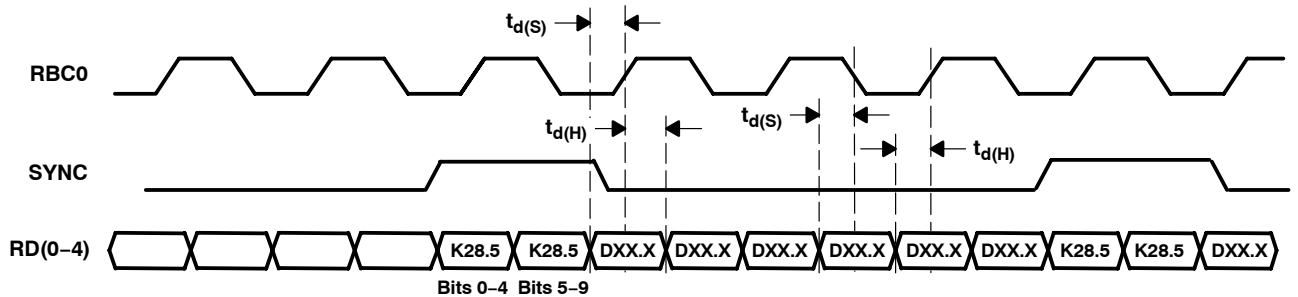 t_d(S)
RBC0
t_d(H)
t_d(S)
t_d(H)
SYNC
RD(0–4)
K28.5 K28.5 DXX.X DXX.X DXX.X DXX.X DXX.X DXX.X K28.5 K28.5 DXX.X
Bits 0–4 Bits 5–9